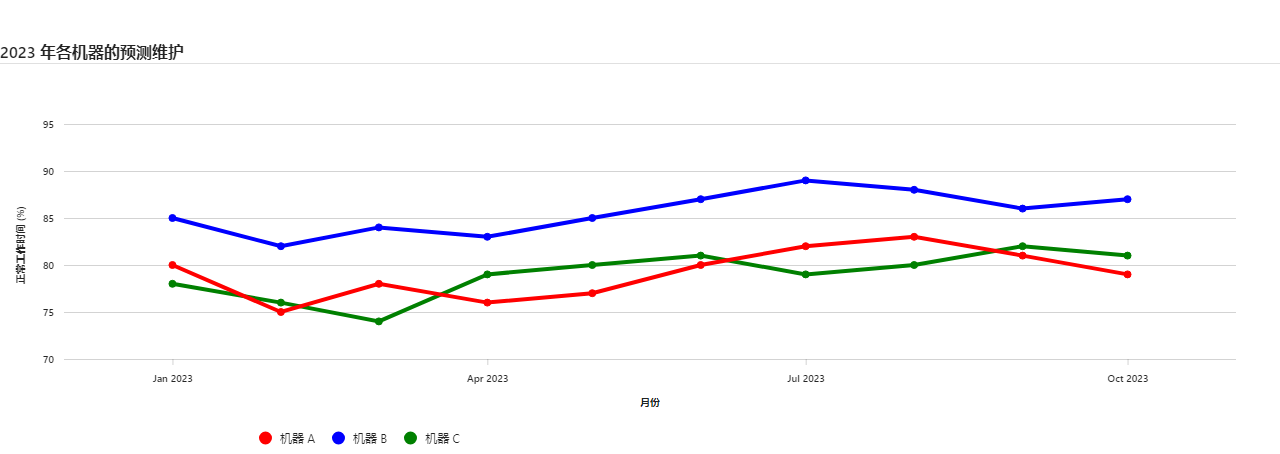 2023 年各机器的预测维护
95
90
85
80
75
70
正常工作时间 (%)
Jan 2023
Apr 2023
Jul 2023
Oct 2023
月份
机器 A
机器 B
机器 C